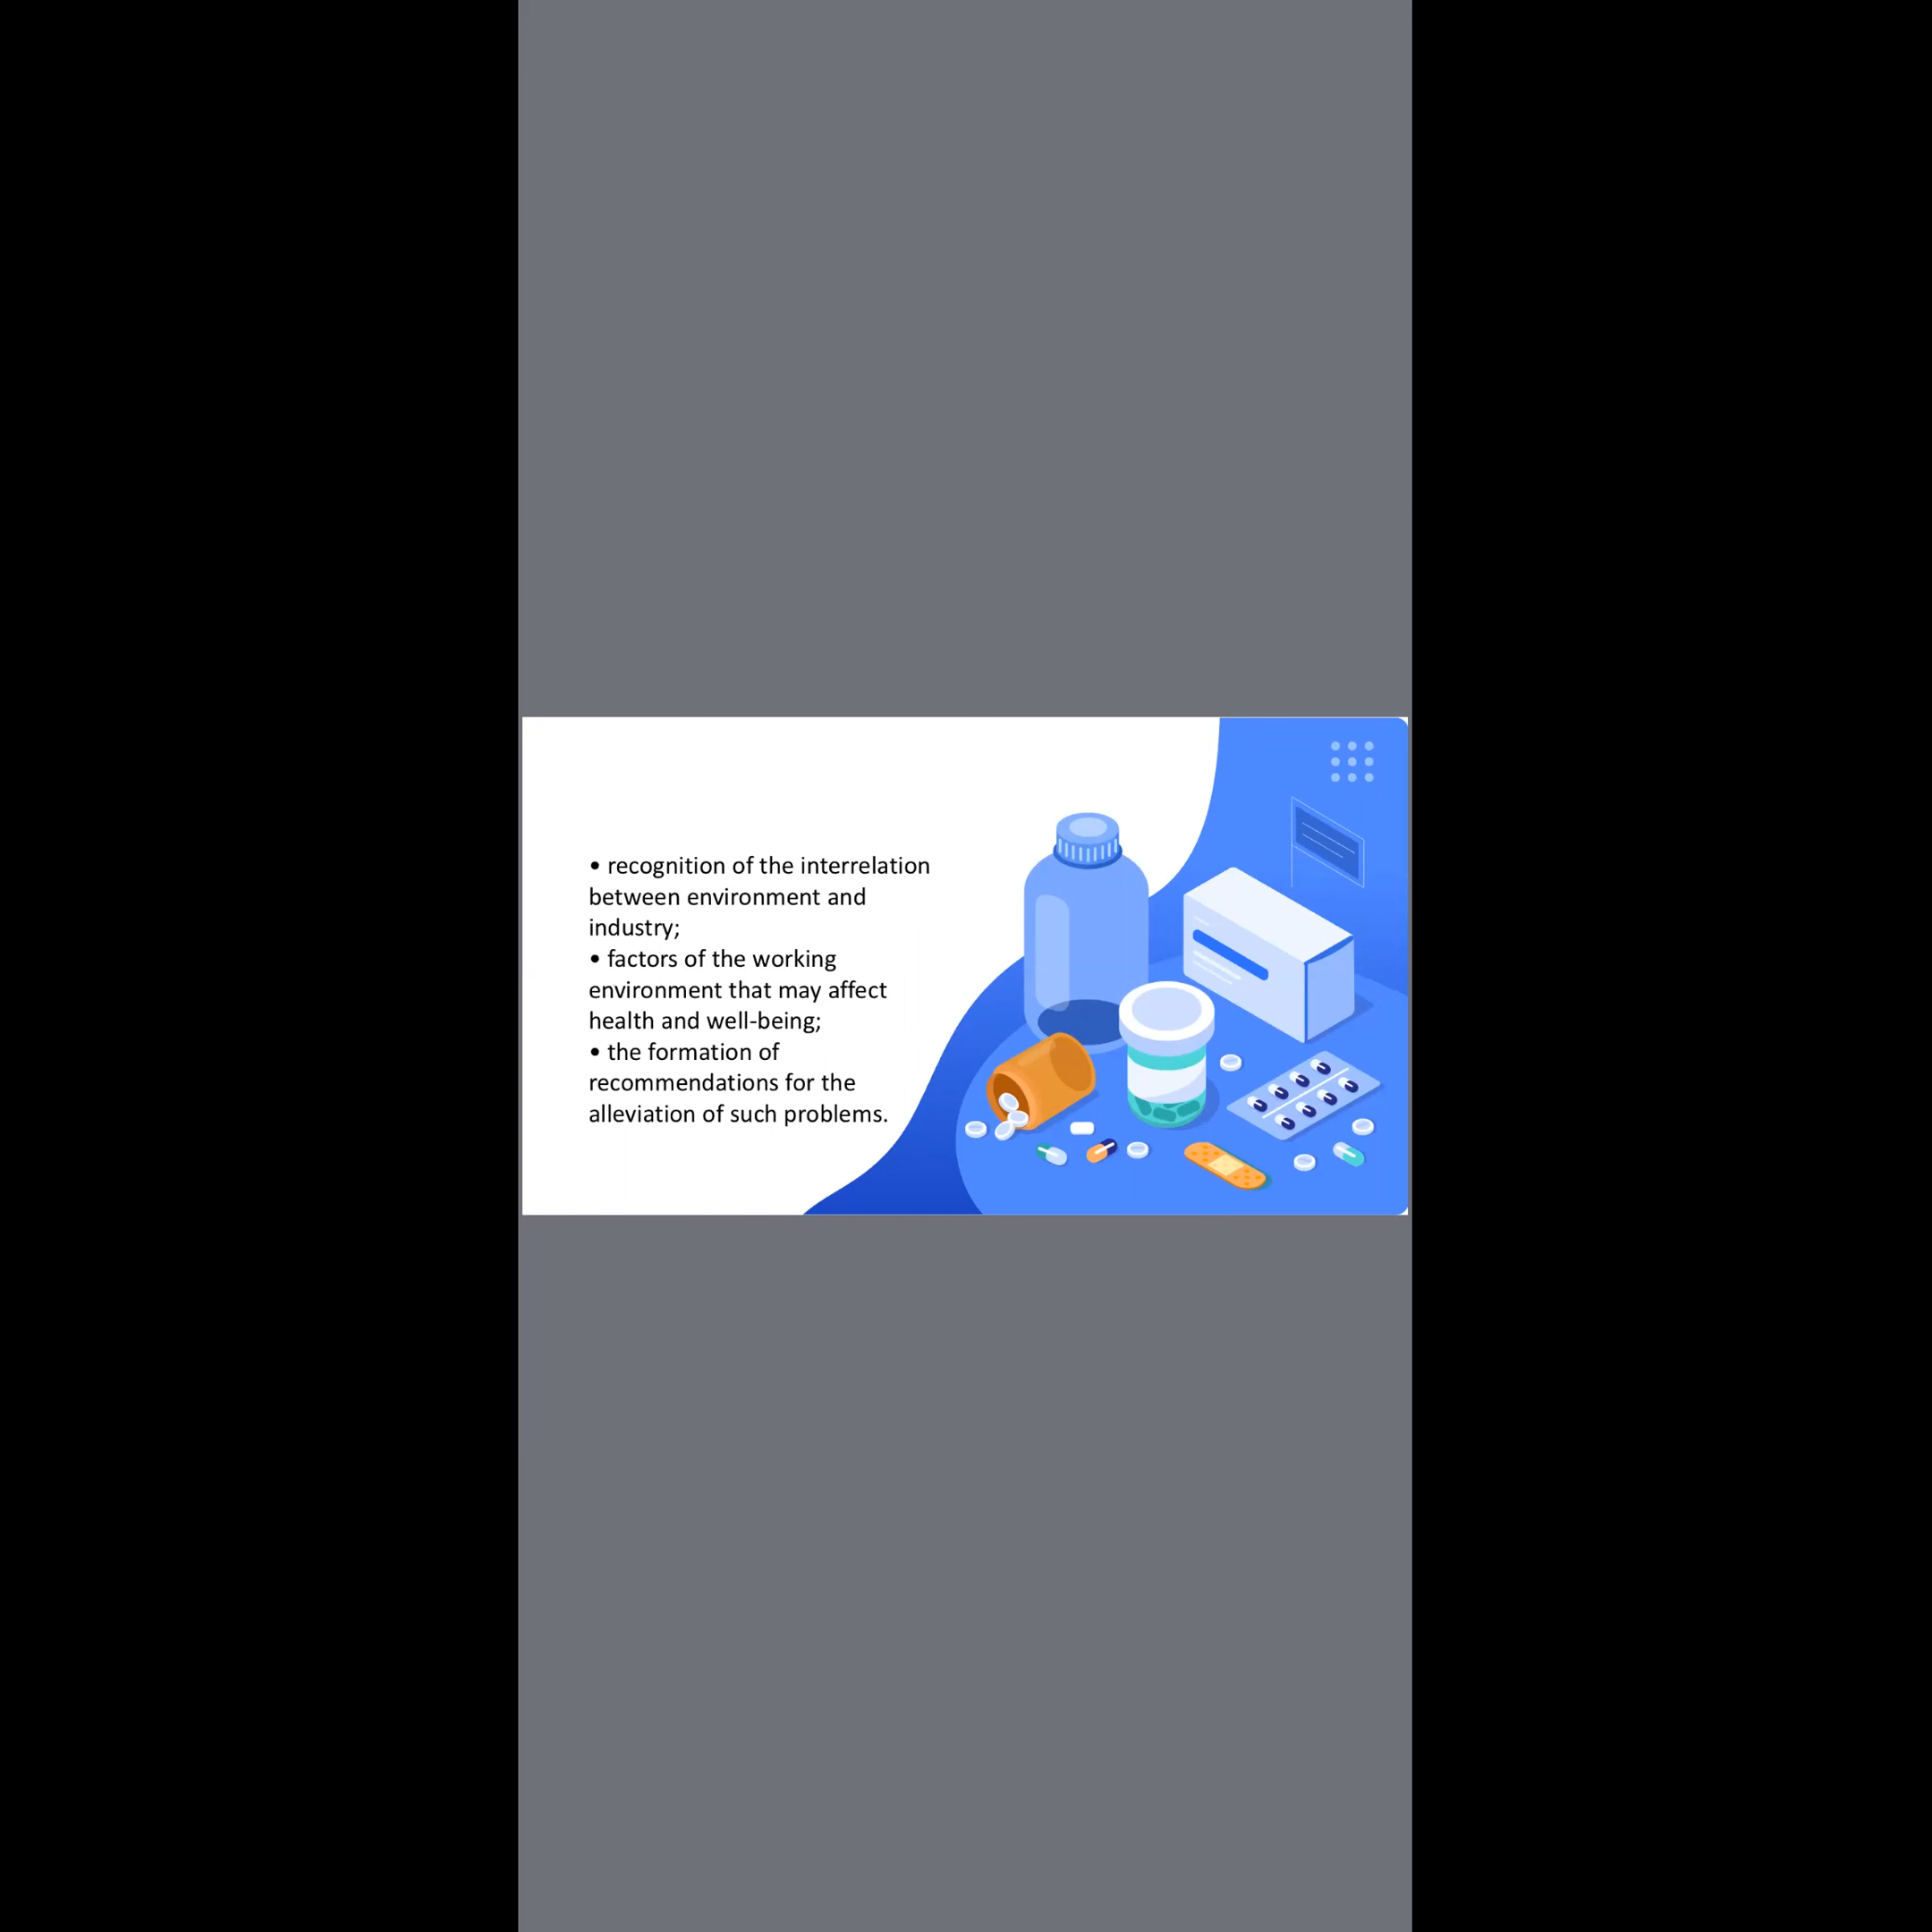 • recognition of the interrelation
between environment and
industry;
• factors of the working
environment that may affect
health and well-being;
• the formation of
recommendations for the
alleviation of such problems.